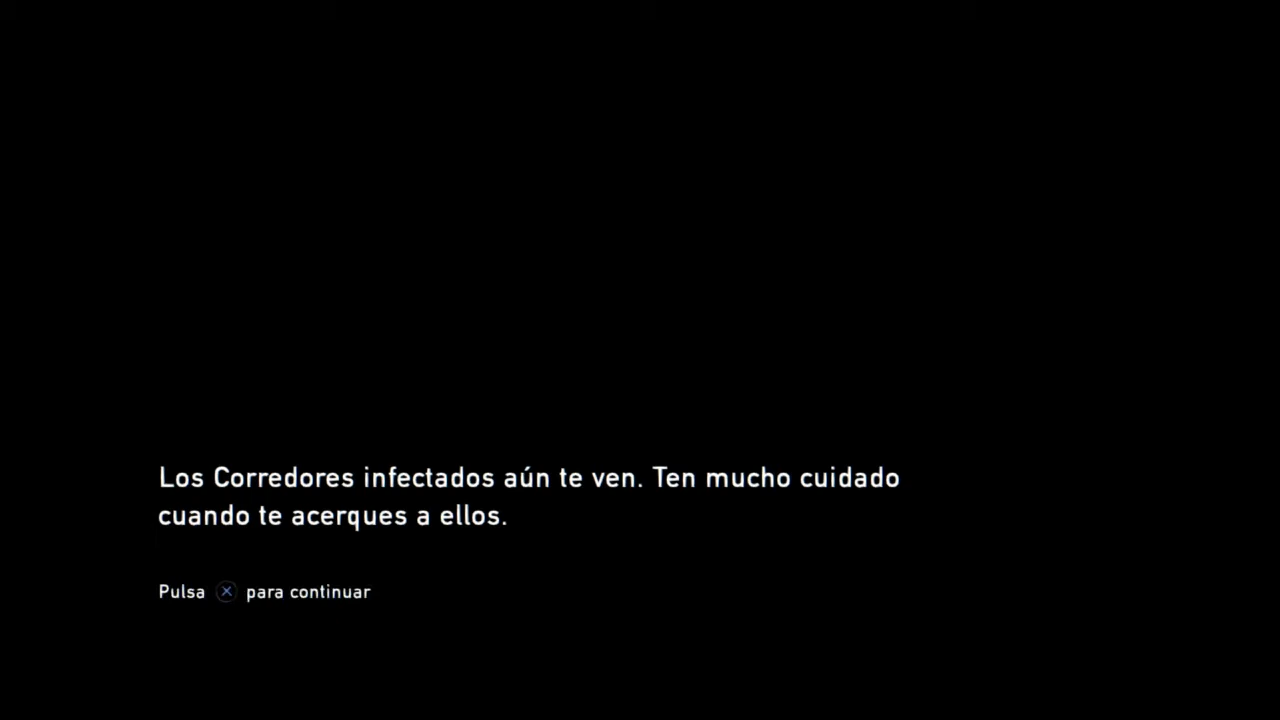 Los Corredores infectados aún te ven. Ten mucho cuidado
cuando te acerques a ellos.
Pulsa ⓧ para continuar